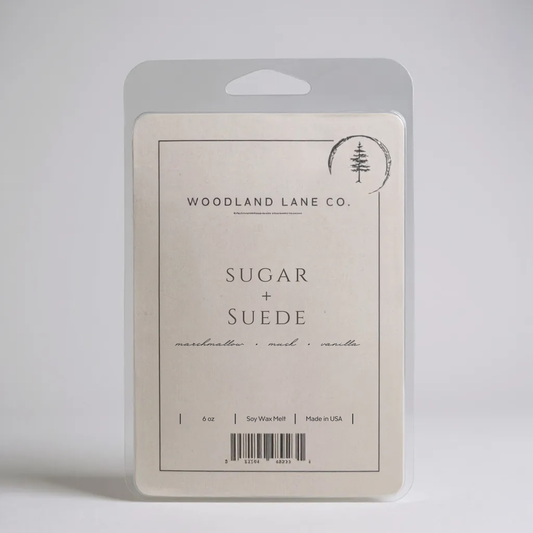 WOODLAND LANE CO.
SUGAR
+
SUEDE
marshmallow • musk • vanilla
| 6 oz | Soy Wax Melt | Made in USA |